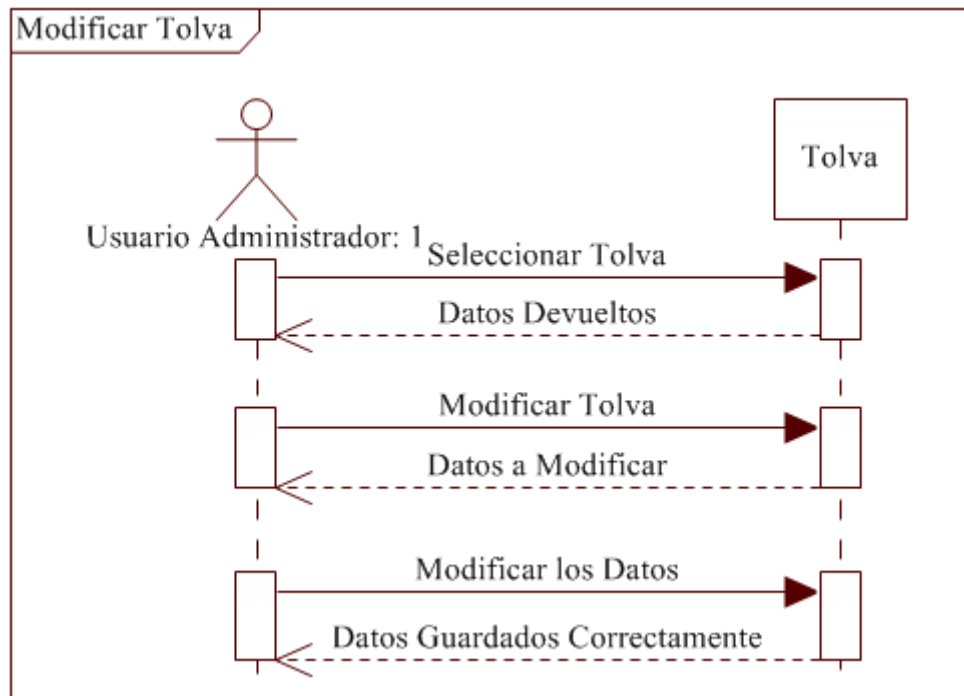 Modificar Tolva
Tolva
Usuario Administrador: 1
Seleccionar Tolva
Datos Devueltos
Modificar Tolva
Datos a Modificar
Modificar los Datos
Datos Guardados Correctamente